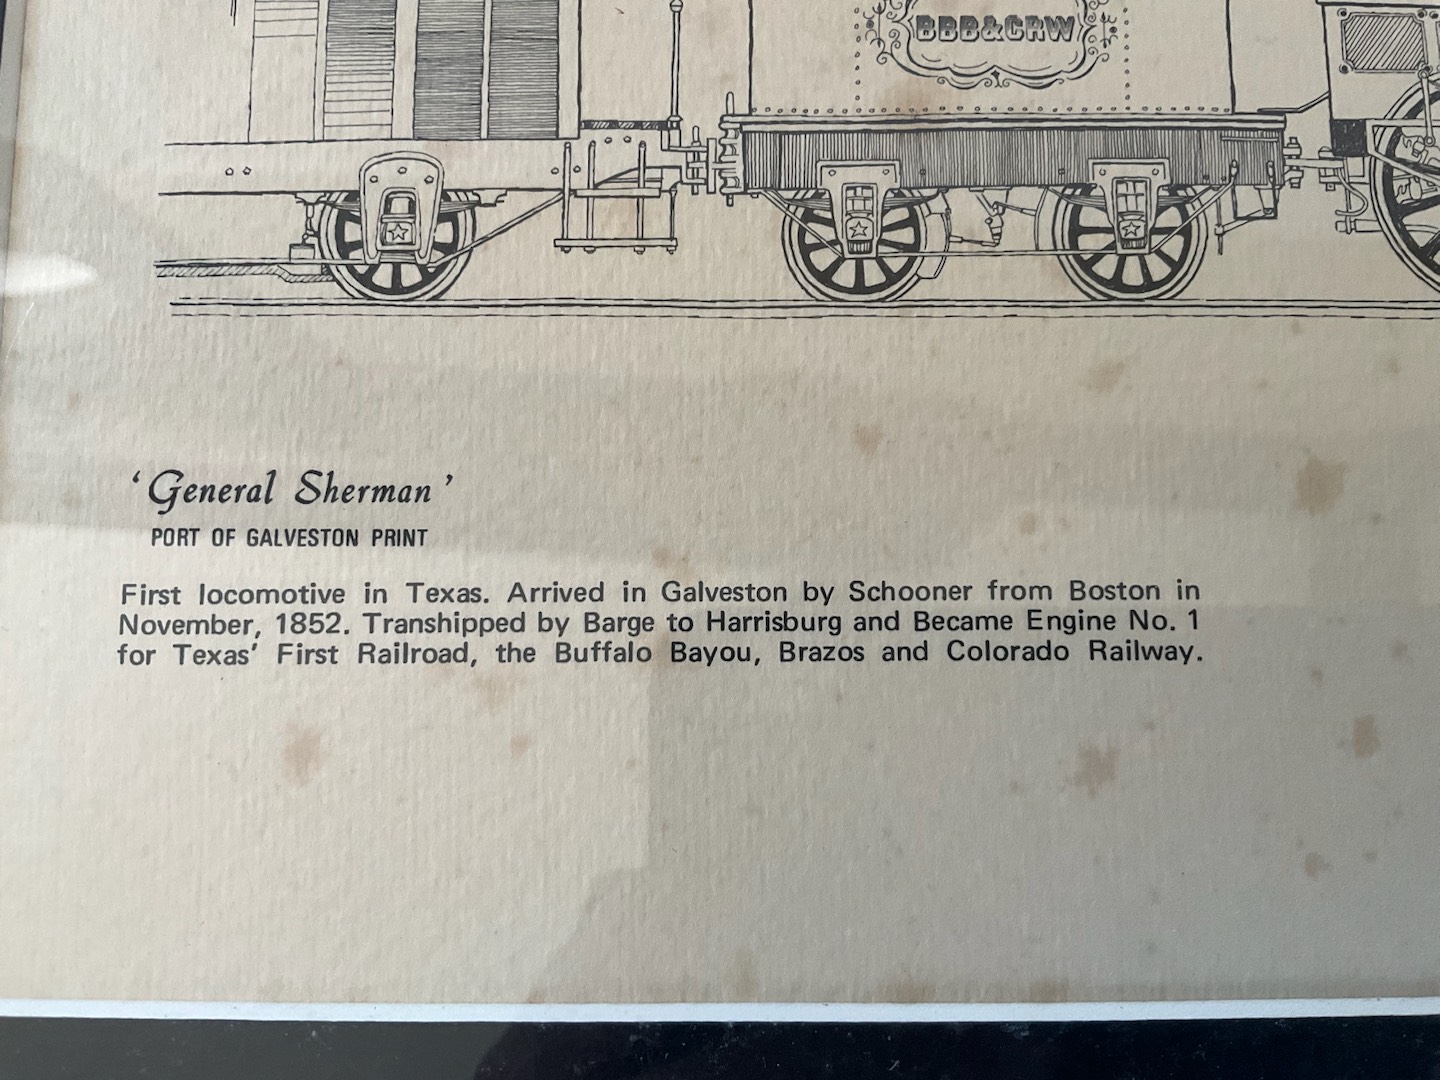 BBB&CRW
‘General Sherman’
PORT OF GALVESTON PRINT
First locomotive in Texas. Arrived in Galveston by Schooner from Boston in
November, 1852. Transhipped by Barge to Harrisburg and Became Engine No. 1
for Texas’ First Railroad, the Buffalo Bayou, Brazos and Colorado Railway.